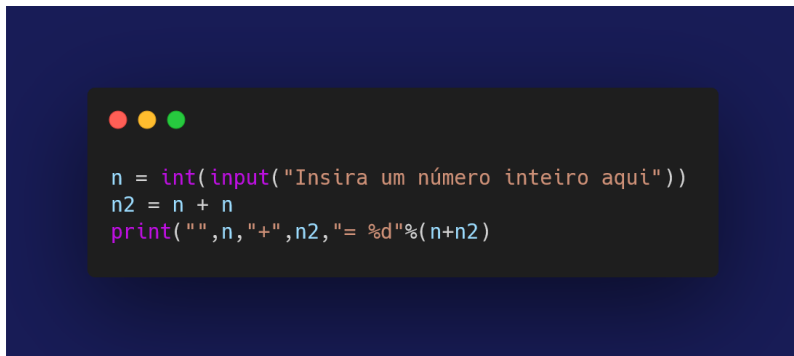 n = int(input("Insira um número inteiro aqui"))
n2 = n + n
print("",n,"+",n2,"= %d"%(n+n2)